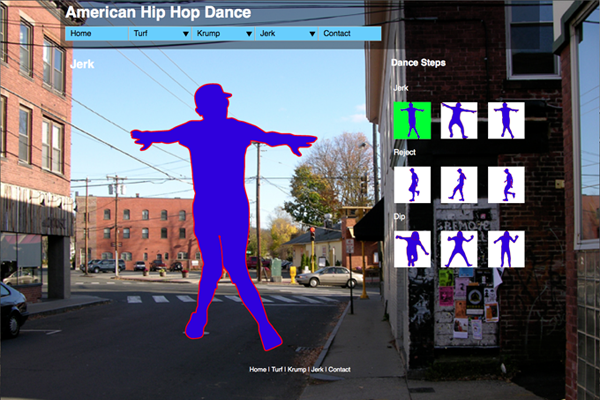 American Hip Hop Dance
Home Turf Krump Jerk Contact
Jerk
Dance Steps
Jerk
Reject
Dip
REMOTE
Home | Turf | Krump | Jerk | Contact